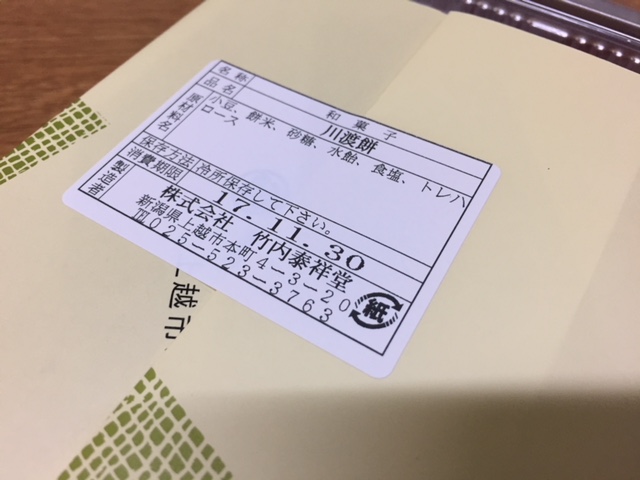 名称 和菓子
品名 川渡餅
原材料名 小豆、餅米、砂糖、水飴、食塩、トレハ
ロース
保存方法 冷所保存して下さい。
消費期限 17.11.30
製造者 株式会社 竹内泰祥堂
新潟県上越市本町4-3-20
℡025-523-3763
紙
越市